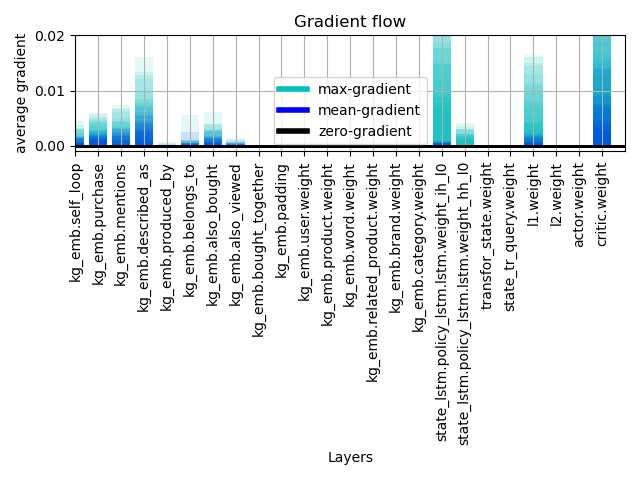 Gradient flow
average gradient
0.02
0.01
0.00
max-gradient
mean-gradient
zero-gradient
kg_emb.self_loop
kg_emb.purchase
kg_emb.mentions
kg_emb.described_as
kg_emb.produced_by
kg_emb.belongs_to
kg_emb.also_bought
kg_emb.also_viewed
kg_emb.bought_together
kg_emb.padding
kg_emb.user.weight
kg_emb.product.weight
kg_emb.word.weight
kg_emb.related_product.weight
kg_emb.brand.weight
kg_emb.category.weight
state_lstm.policy_lstm.lstm.weight_ih_l0
state_lstm.policy_lstm.lstm.weight_hh_l0
transfor_state.weight
state_tr_query.weight
l1.weight
l2.weight
actor.weight
critic.weight
Layers